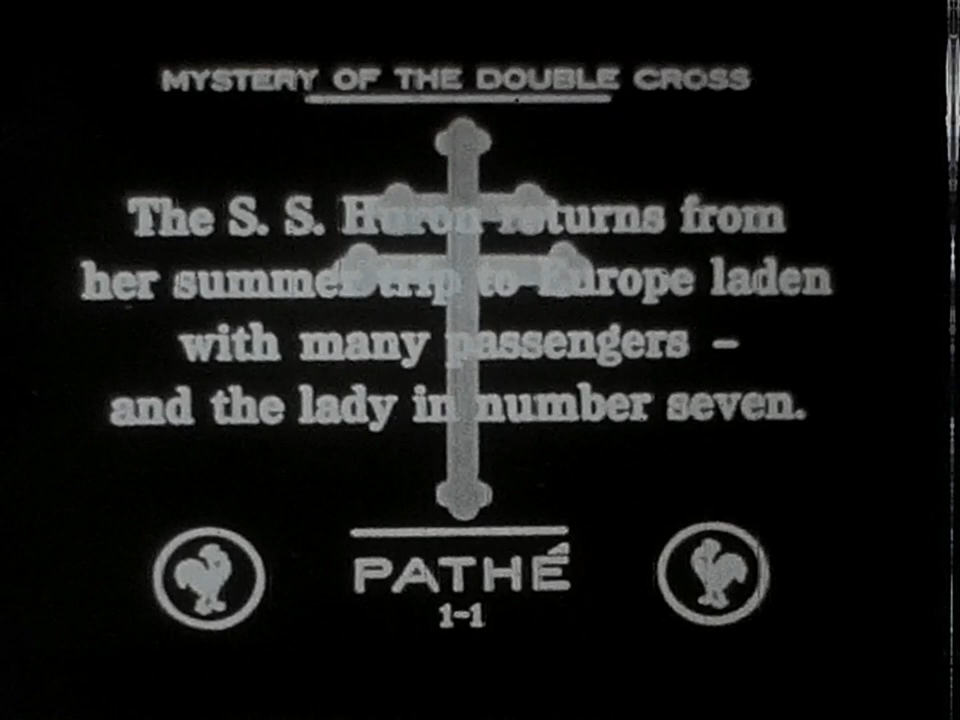 MYSTERY OF THE DOUBLE CROSS
The S. S. Huron returns from
her summer trip to Europe laden
with many passengers –
and the lady in number seven.
PATHÉ
1-1